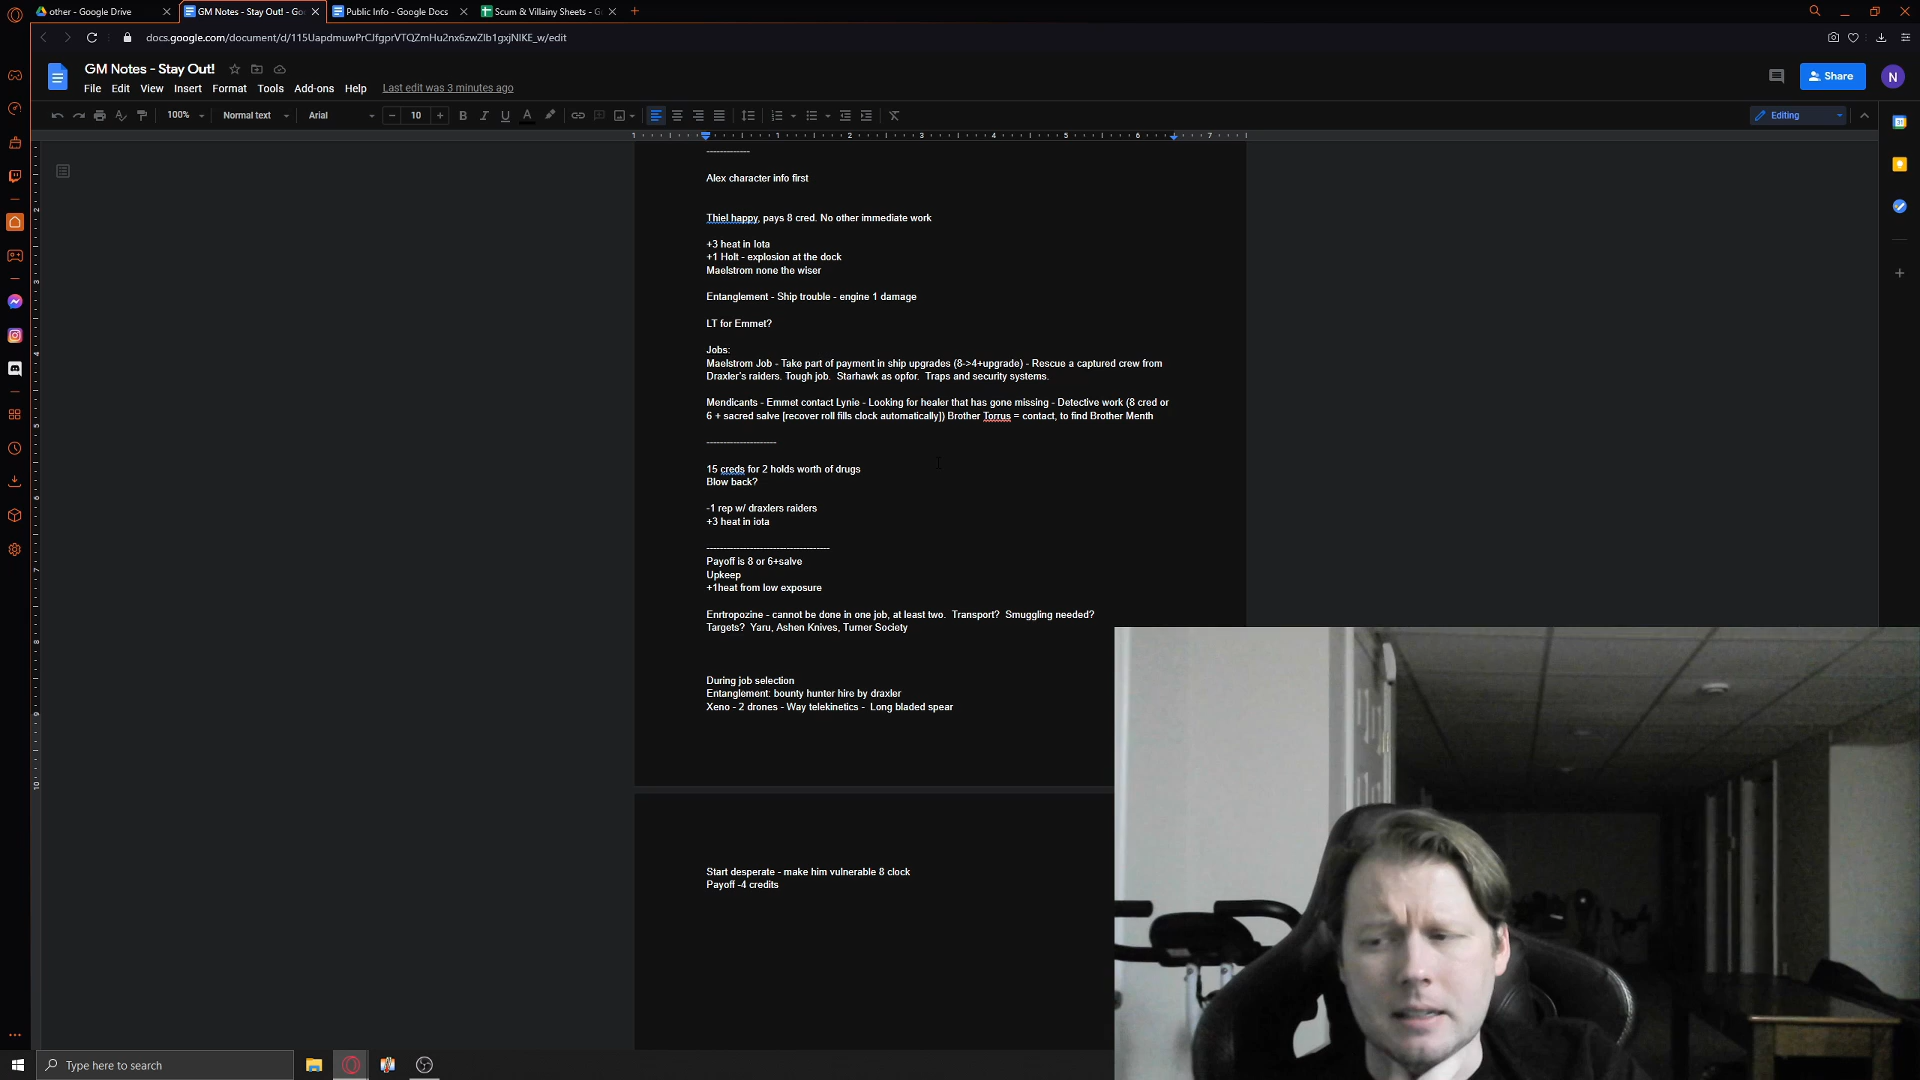 other - Google Drive
GM Notes - Stay Out! - Goo
Public Info - Google Docs
Scum & Villainy Sheets - G
docs.google.com/document/d/115UapdmuwPrCJfgprVTQZmHu2nx6zwZlb1gxjNlKE_w/edit
GM Notes - Stay Out!
File Edit View Insert Format Tools Add-ons Help Last edit was 3 minutes ago
Share
N
100% Normal text Arial 10 Editing
1 1 2 3 4 5 6 7
---------------
Alex character info first
Thiel happy, pays 8 cred. No other immediate work
+3 heat in Iota
+1 Holt - explosion at the dock
Maelstrom none the wiser
Entanglement - Ship trouble - engine 1 damage
LT for Emmet?
Jobs:
Maelstrom Job - Take part of payment in ship upgrades (8->4+upgrade) - Rescue a captured crew from
Draxler's raiders. Tough job. Starhawk as opfor. Traps and security systems.
Mendicants - Emmet contact Lynie - Looking for healer that has gone missing - Detective work (8 cred or
6 + sacred salve [recover roll fills clock automatically]) Brother Torrus = contact, to find Brother Menth
------------------------
15 creds for 2 holds worth of drugs
Blow back?
-1 rep w/ draxlers raiders
+3 heat in iota
------------------------------------------
Payoff is 8 or 6+salve
Upkeep
+1heat from low exposure
Enrtropozine - cannot be done in one job, at least two. Transport? Smuggling needed?
Targets? Yaru, Ashen Knives, Turner Society
During job selection
Entanglement: bounty hunter hire by draxler
Xeno - 2 drones - Way telekinetics - Long bladed spear
Start desperate - make him vulnerable 8 clock
Payoff -4 credits
Type here to search